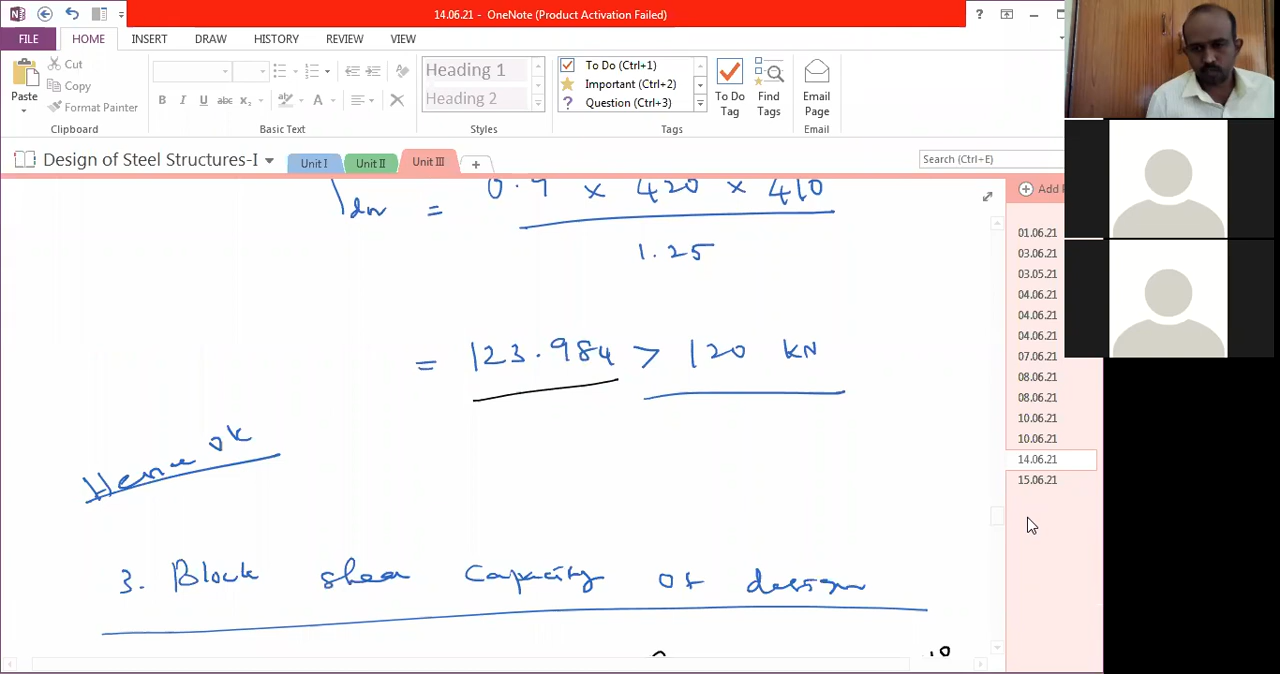 14.06.21 - OneNote (Product Activation Failed)
FILE HOME INSERT DRAW HISTORY REVIEW VIEW
Paste
Cut
Copy
Format Painter
Clipboard
B I U abc x₂ A
Basic Text
Heading 1
Heading 2
Styles
To Do (Ctrl+1)
Important (Ctrl+2)
Question (Ctrl+3)
To Do Tag
Find Tags
Tags
Email Page
Email
Design of Steel Structures-I
Unit I Unit II Unit III
Search (Ctrl+E)
Add
Tdn = 0.9 x 420 x 410
1.25
= 123.984 > 120 kN
Hence ok
3. Block shear capacity of design
01.06.21
03.06.21
03.05.21
04.06.21
04.06.21
04.06.21
07.06.21
08.06.21
08.06.21
10.06.21
10.06.21
14.06.21
15.06.21